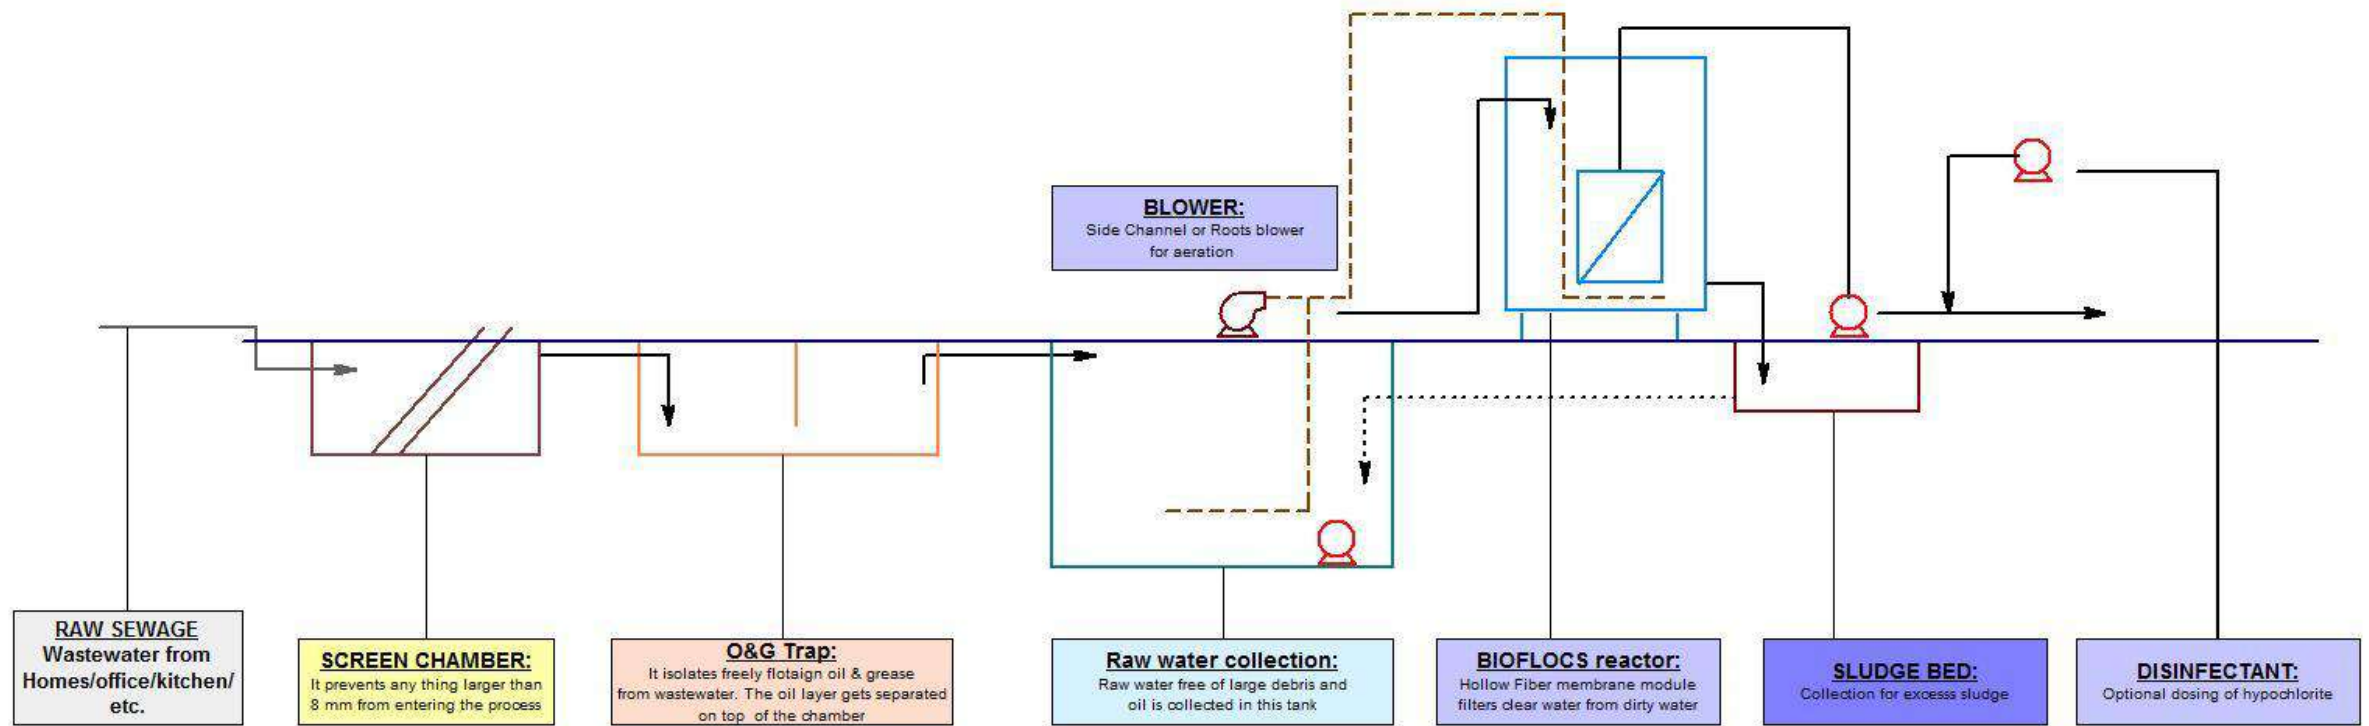 BLOWER:
Side Channel or Roots blower
for aeration
RAW SEWAGE
Wastewater from
Homes/office/kitchen/
etc.
SCREEN CHAMBER:
It prevents any thing larger than
8 mm from entering the process
O&G Trap:
It isolates freely flotaign oil & grease
from wastewater. The oil layer gets separated
on top of the chamber
Raw water collection:
Raw water free of large debris and
oil is collected in this tank
BIOFLOCS reactor:
Hollow Fiber membrane module
filters clear water from dirty water
SLUDGE BED:
Collection for excesss sludge
DISINFECTANT:
Optional dosing of hypochlorite